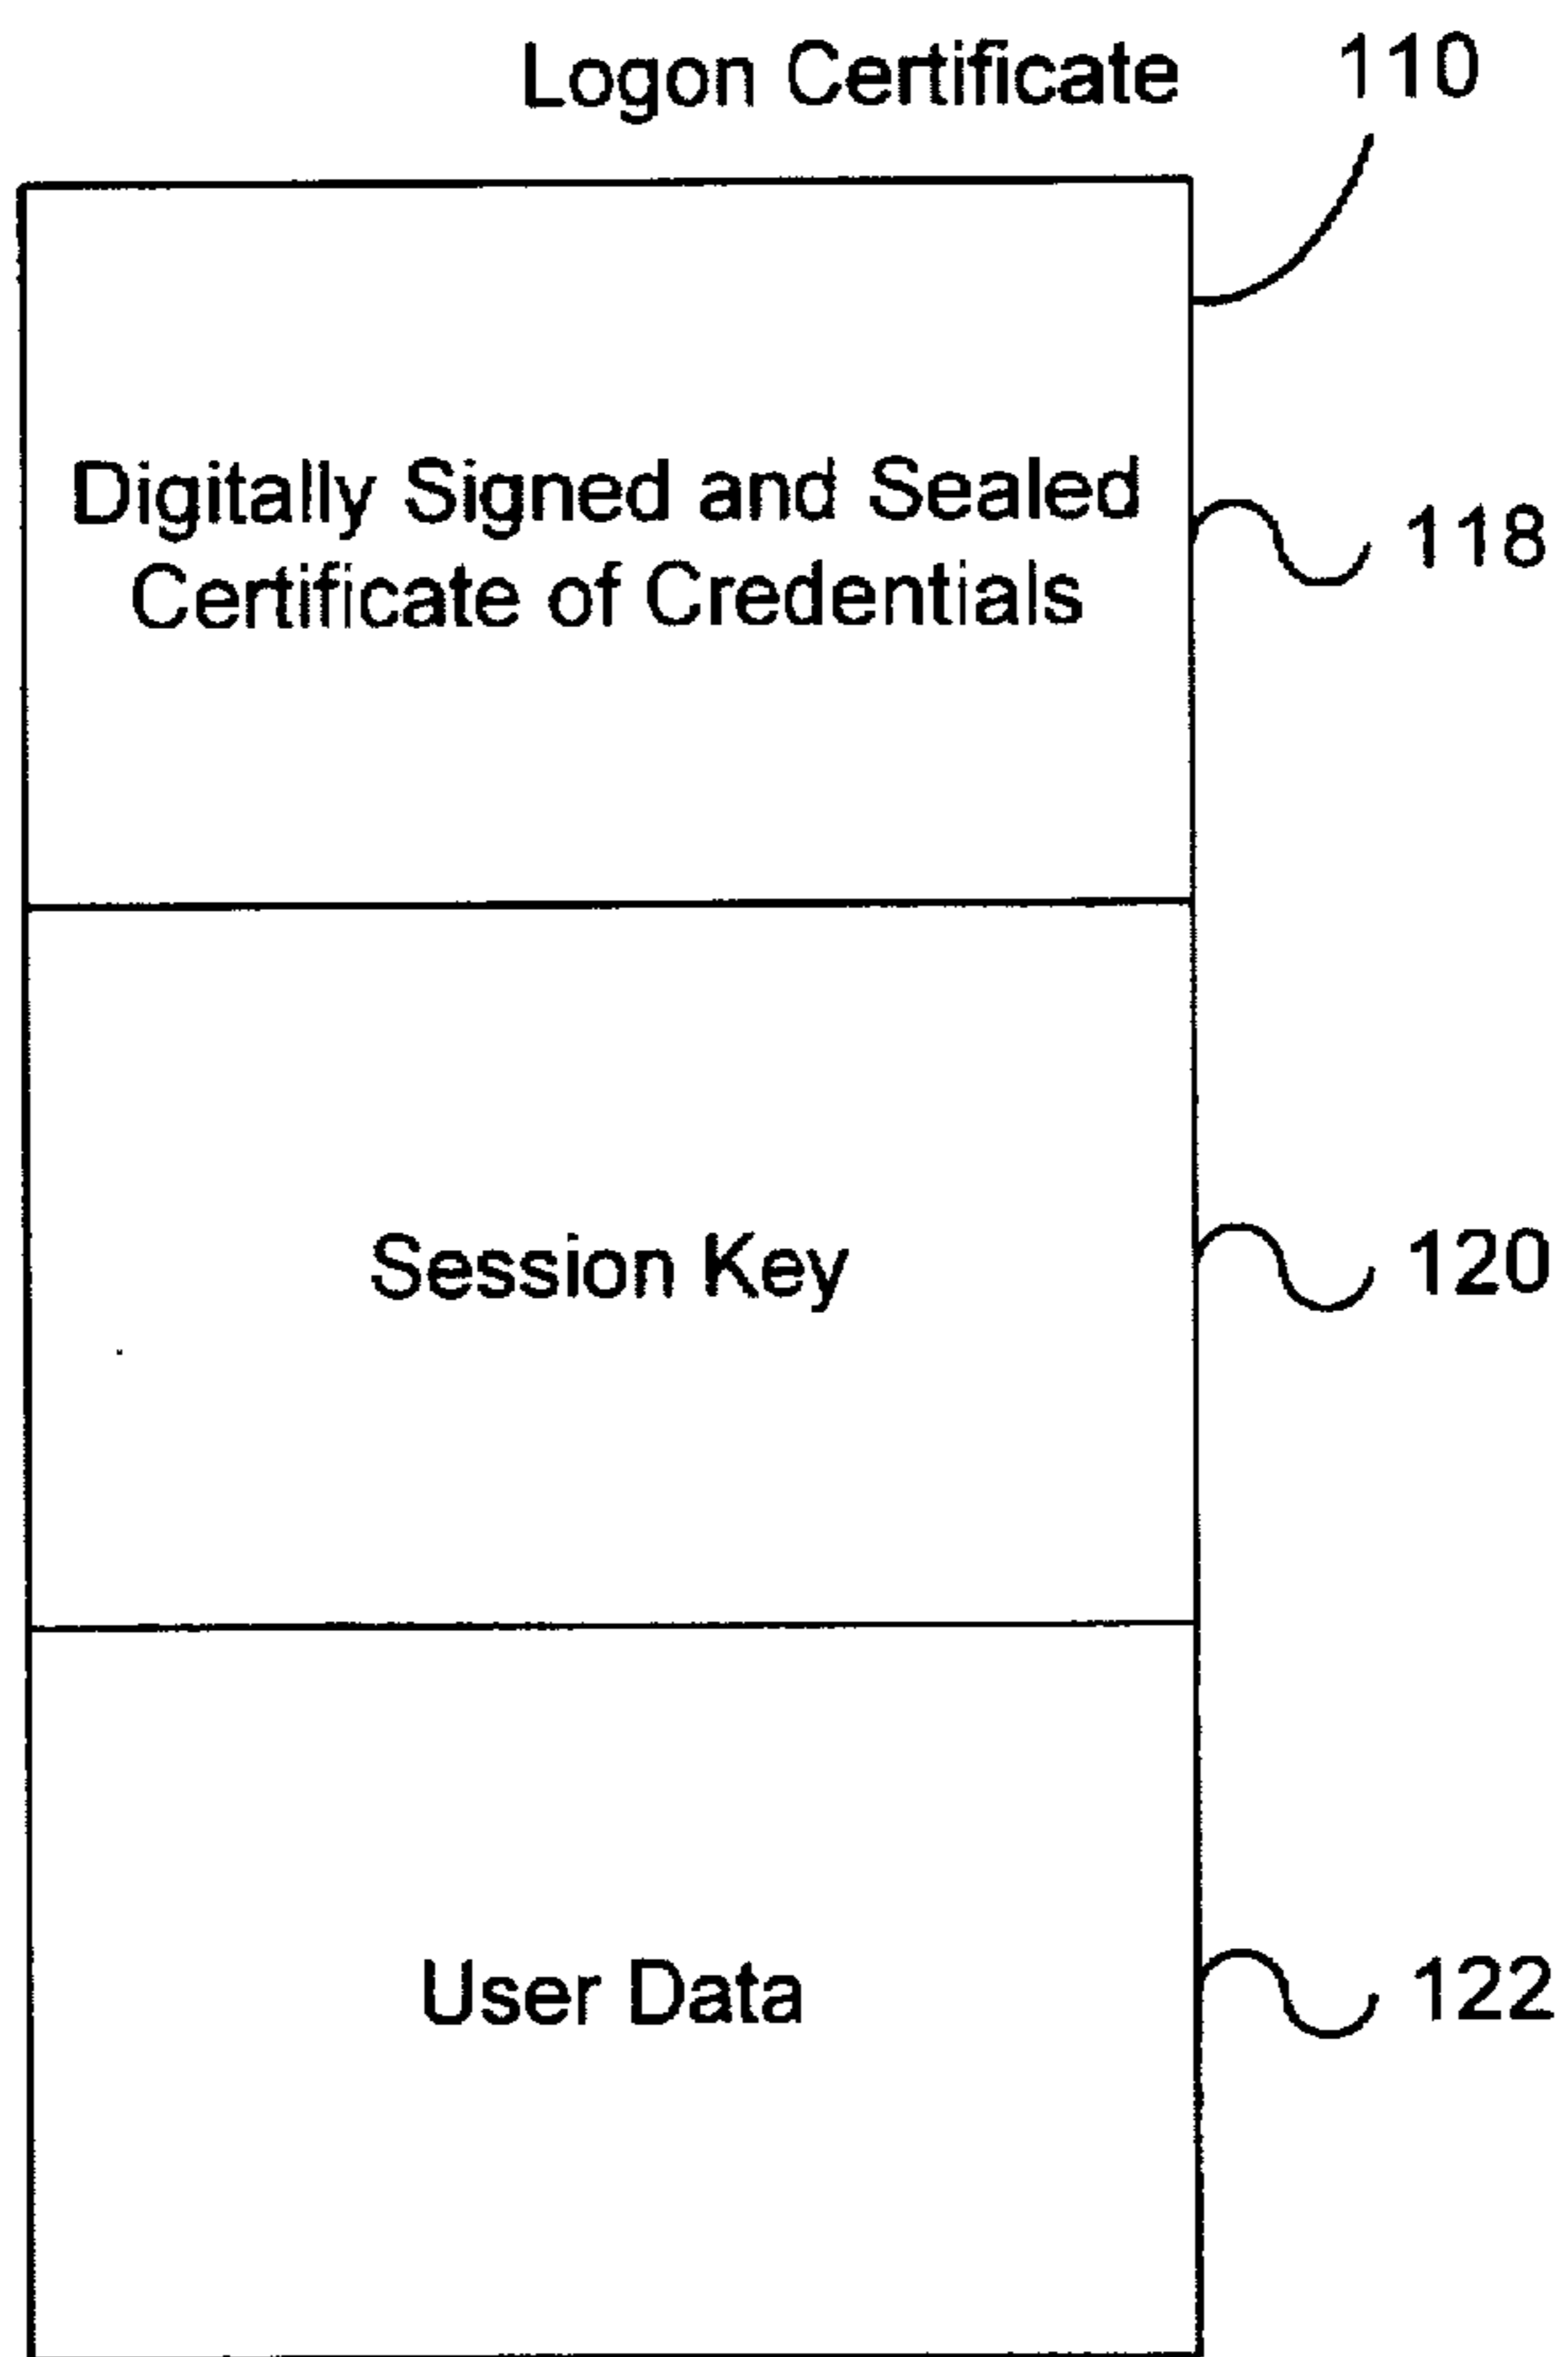 Logon Certificate 110
Digitally Signed and Sealed
Certificate of Credentials
118
Session Key
120
User Data
122